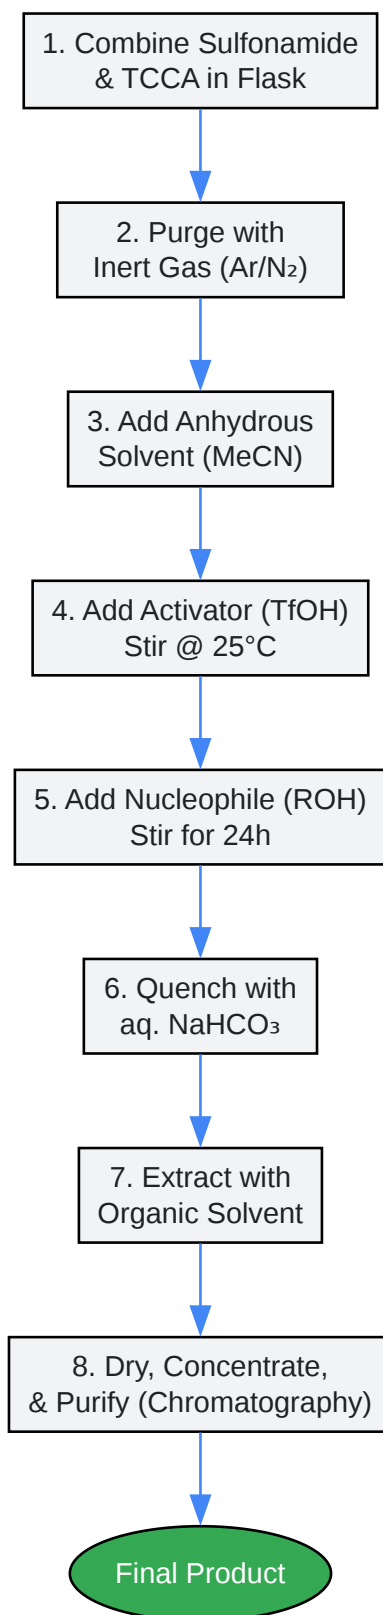 1. Combine Sulfonamide
& TCCA in Flask
2. Purge with
Inert Gas (Ar/N₂)
3. Add Anhydrous
Solvent (MeCN)
4. Add Activator (TfOH)
Stir @ 25°C
5. Add Nucleophile (ROH)
Stir for 24h
6. Quench with
aq. NaHCO₃
7. Extract with
Organic Solvent
8. Dry, Concentrate,
& Purify (Chromatography)
Final Product